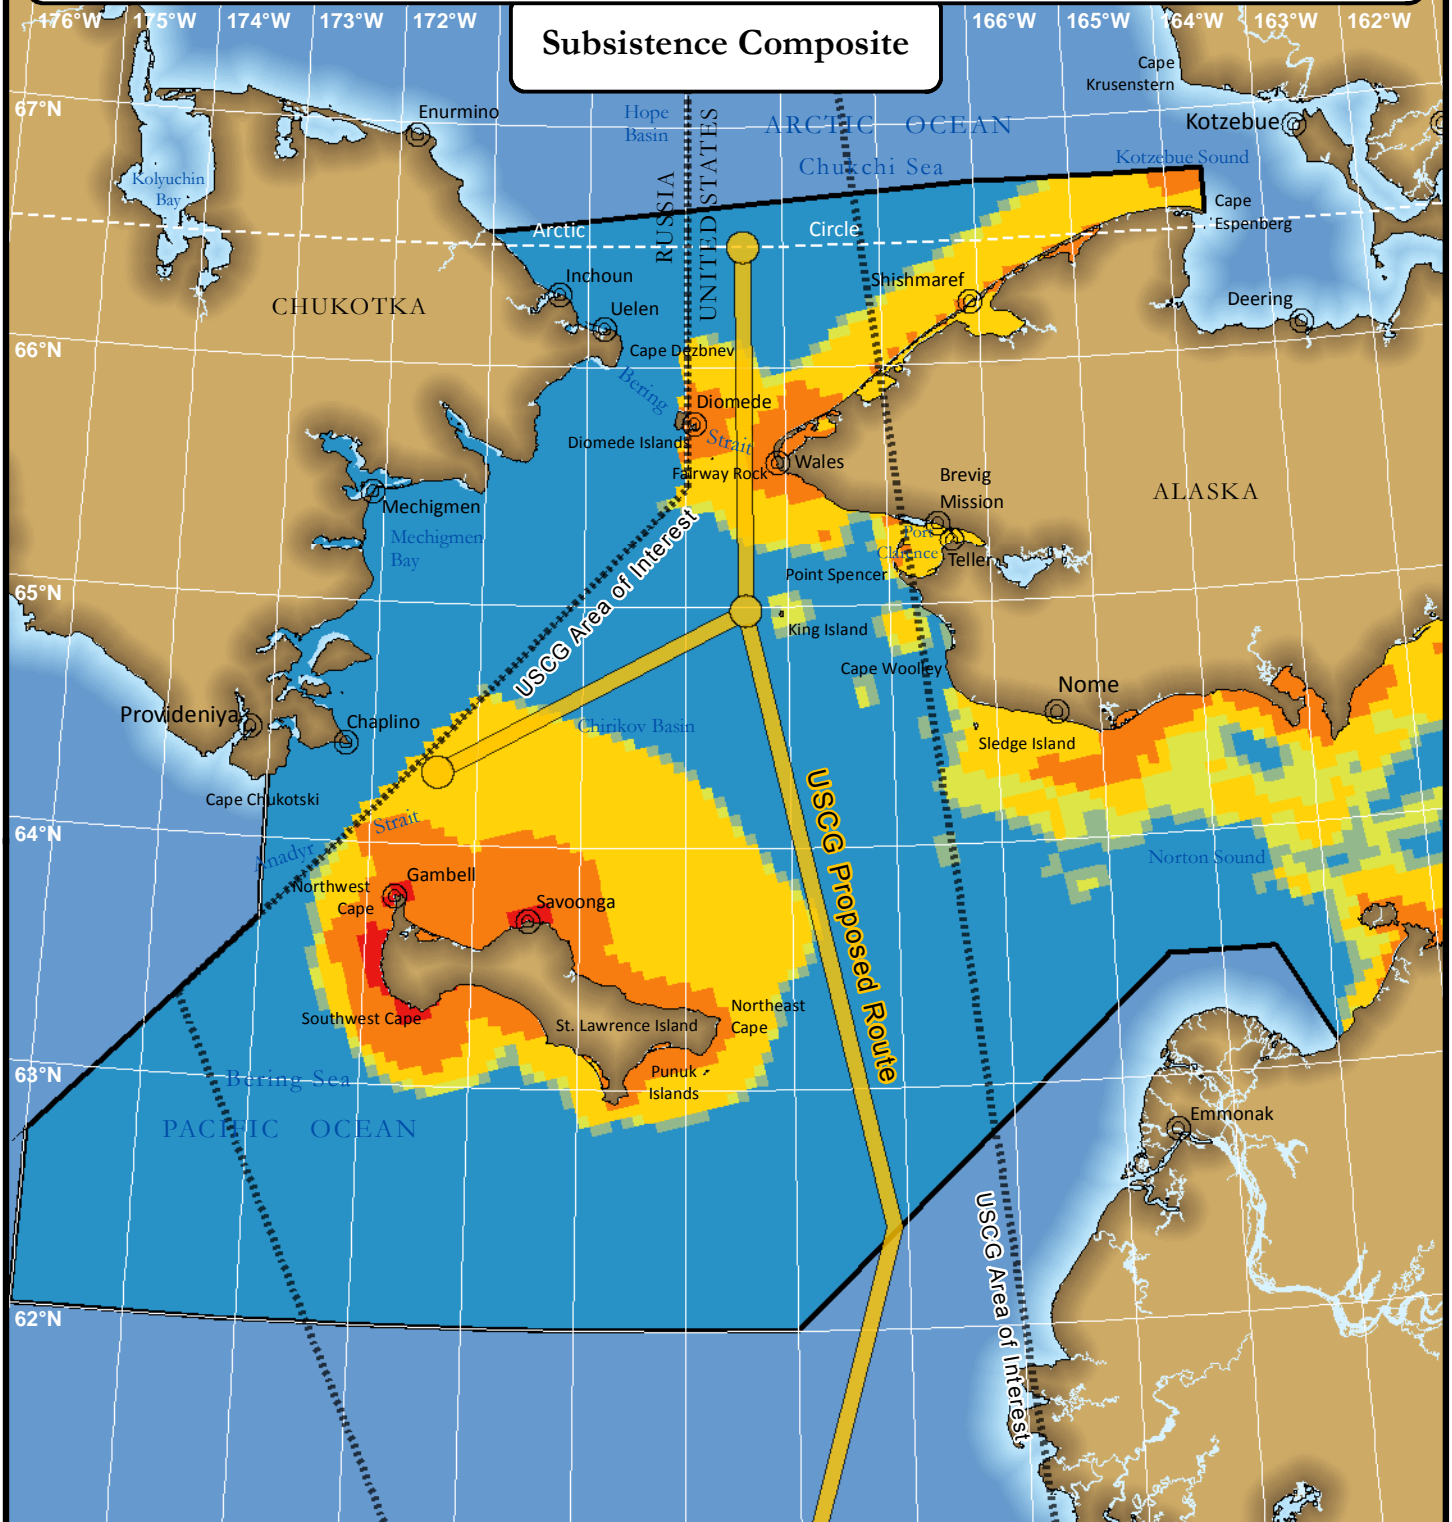 176°W 175°W 174°W 173°W 172°W 166°W 165°W 164°W 163°W 162°W
Subsistence Composite
Cape
Krusenstern
67°N
Enurmino
Hope
Basin
ARCTIC OCEAN
Kotzebue
Chukchi Sea
Kotzebue Sound
Kolyuchin
Bay
RUSSIA
UNITED STATES
Cape
Espenberg
Arctic Circle
Inchoun
Shishmaref
CHUKOTKA
Uelen
Deering
66°N
Cape Dezbnev
Bering
Strait
Diomede
Diomede Islands
Fairway Rock
Wales
Brevig
Mission
ALASKA
Mechigmen
Mechigmen
Bay
Port
Clarence
Teller
USCG Area of Interest
Point Spencer
65°N
King Island
Cape Woolley
Nome
Provideniya
Chaplino
Chirikov Basin
Sledge Island
Cape Chukotski
USCG Proposed Route
64°N
Strait
Anadyr
Norton Sound
Northwest
Cape
Gambell
Savoonga
Southwest Cape
St. Lawrence Island
Northeast
Cape
63°N
Bering Sea
Punuk
Islands
PACIFIC OCEAN
Emmonak
USCG Area of Interest
62°N